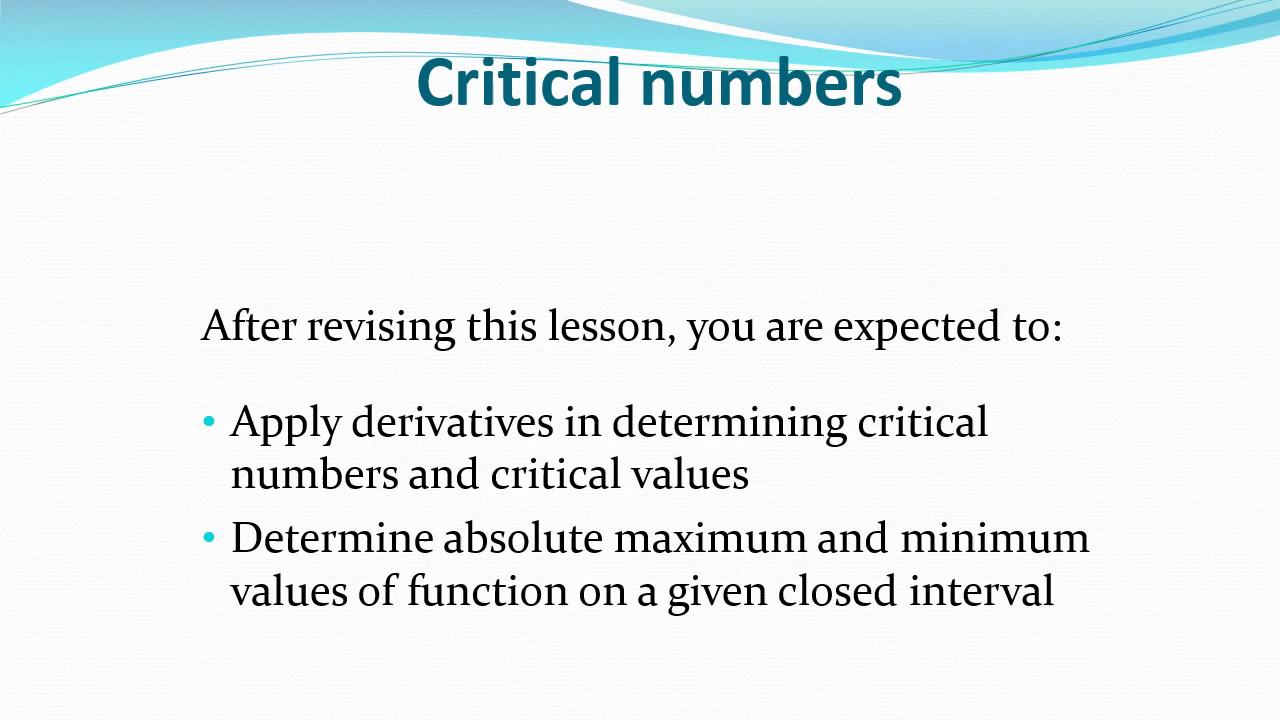 Critical numbers
After revising this lesson, you are expected to:
• Apply derivatives in determining critical
numbers and critical values
• Determine absolute maximum and minimum
values of function on a given closed interval